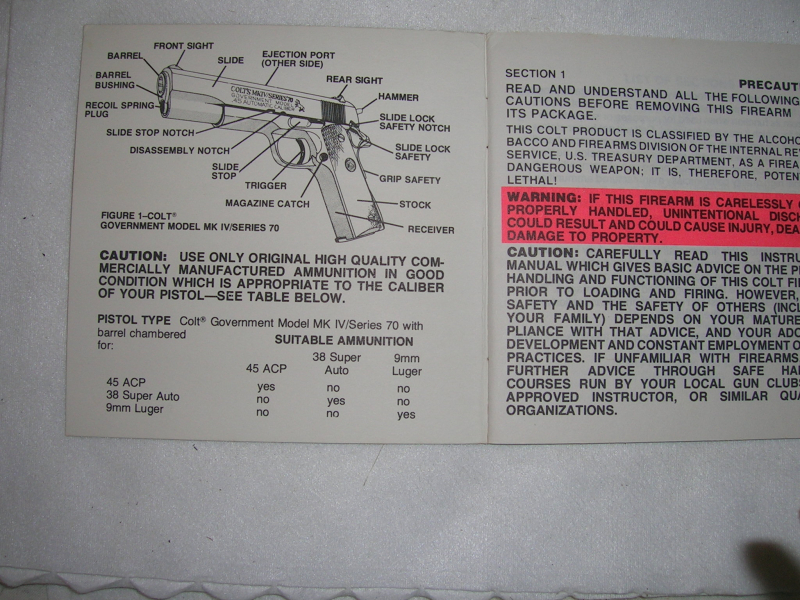 FRONT SIGHT
BARREL
SLIDE
EJECTION PORT
(OTHER SIDE)
BARREL
BUSHING
REAR SIGHT
HAMMER
RECOIL SPRING
PLUG
COLT'S MK IV/SERIES 70
GOVERNMENT MODEL
.45 AUTOMATIC CALIBER
SLIDE LOCK
SAFETY NOTCH
SLIDE STOP NOTCH
DISASSEMBLY NOTCH
SLIDE LOCK
SAFETY
SLIDE
STOP
GRIP SAFETY
TRIGGER
MAGAZINE CATCH
STOCK
RECEIVER
FIGURE 1–COLT®
GOVERNMENT MODEL MK IV/SERIES 70
CAUTION: USE ONLY ORIGINAL HIGH QUALITY COM-
MERCIALLY MANUFACTURED AMMUNITION IN GOOD
CONDITION WHICH IS APPROPRIATE TO THE CALIBER
OF YOUR PISTOL—SEE TABLE BELOW.
PISTOL TYPE Colt® Government Model MK IV/Series 70 with
barrel chambered
for:
SUITABLE AMMUNITION
45 ACP 38 Super Auto 9mm Luger
45 ACP yes no no
38 Super Auto no yes no
9mm Luger no no yes
SECTION 1
PRECAUT
READ AND UNDERSTAND ALL THE FOLLOWING
CAUTIONS BEFORE REMOVING THIS FIREARM
ITS PACKAGE.
THIS COLT PRODUCT IS CLASSIFIED BY THE ALCOHO
BACCO AND FIREARMS DIVISION OF THE INTERNAL RE
SERVICE, U.S. TREASURY DEPARTMENT, AS A FIREA
DANGEROUS WEAPON; IT IS, THEREFORE, POTEN
LETHAL!
WARNING: IF THIS FIREARM IS CARELESSLY
PROPERLY HANDLED, UNINTENTIONAL DISCH
COULD RESULT AND COULD CAUSE INJURY, DEA
DAMAGE TO PROPERTY.
CAUTION: CAREFULLY READ THIS INSTRU
MANUAL WHICH GIVES BASIC ADVICE ON THE P
HANDLING AND FUNCTIONING OF THIS COLT FI
PRIOR TO LOADING AND FIRING. HOWEVER,
SAFETY AND THE SAFETY OF OTHERS (INCL
YOUR FAMILY) DEPENDS ON YOUR MATURE
PLIANCE WITH THAT ADVICE, AND YOUR ADO
DEVELOPMENT AND CONSTANT EMPLOYMENT O
PRACTICES. IF UNFAMILIAR WITH FIREARMS
FURTHER ADVICE THROUGH SAFE HA
COURSES RUN BY YOUR LOCAL GUN CLUBS
APPROVED INSTRUCTOR, OR SIMILAR QUA
ORGANIZATIONS.